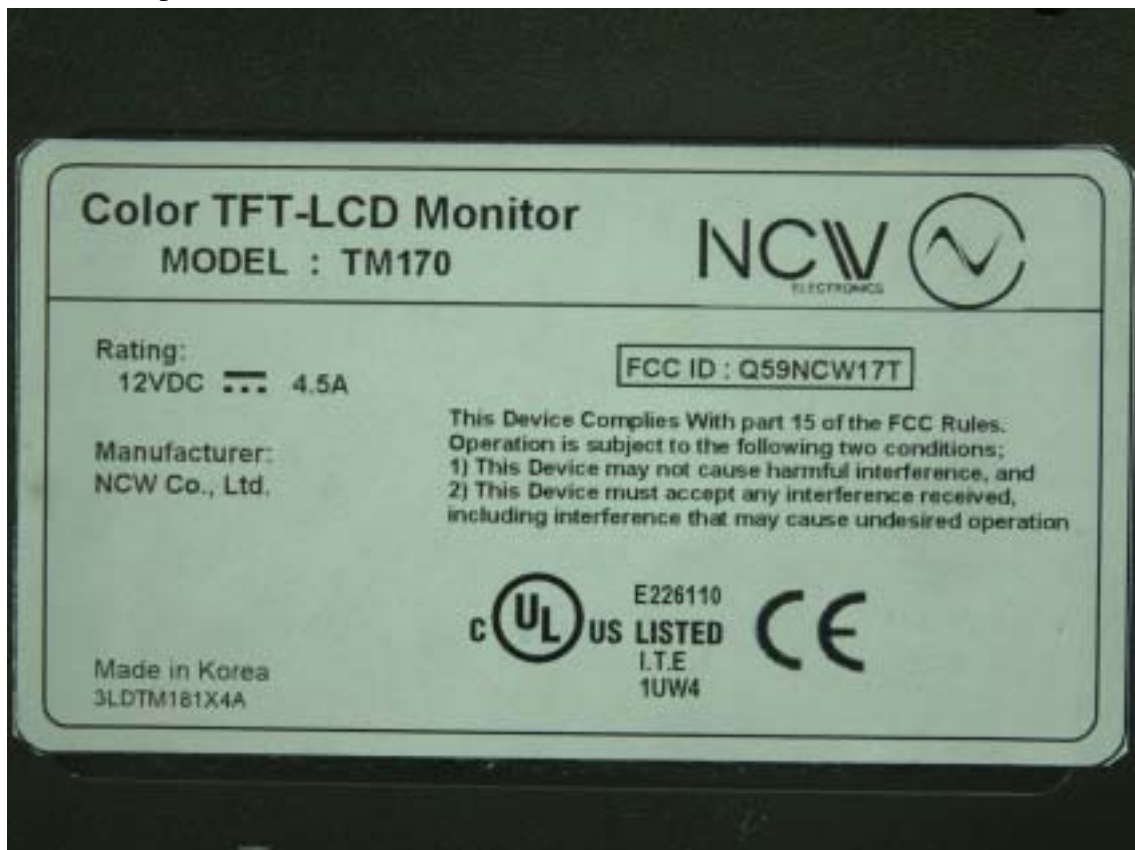 Color TFT-LCD Monitor
MODEL : TM170
NCW
ELECTRONICS
Rating:
12VDC 4.5A
Manufacturer:
NCW Co., Ltd.
FCC ID : Q59NCW17T
This Device Complies With part 15 of the FCC Rules.
Operation is subject to the following two conditions;
1) This Device may not cause harmful interference, and
2) This Device must accept any interference received,
including interference that may cause undesired operation
C UL US LISTED
E226110
I.T.E
1UW4
CE
Made in Korea
3LDTM181X4A